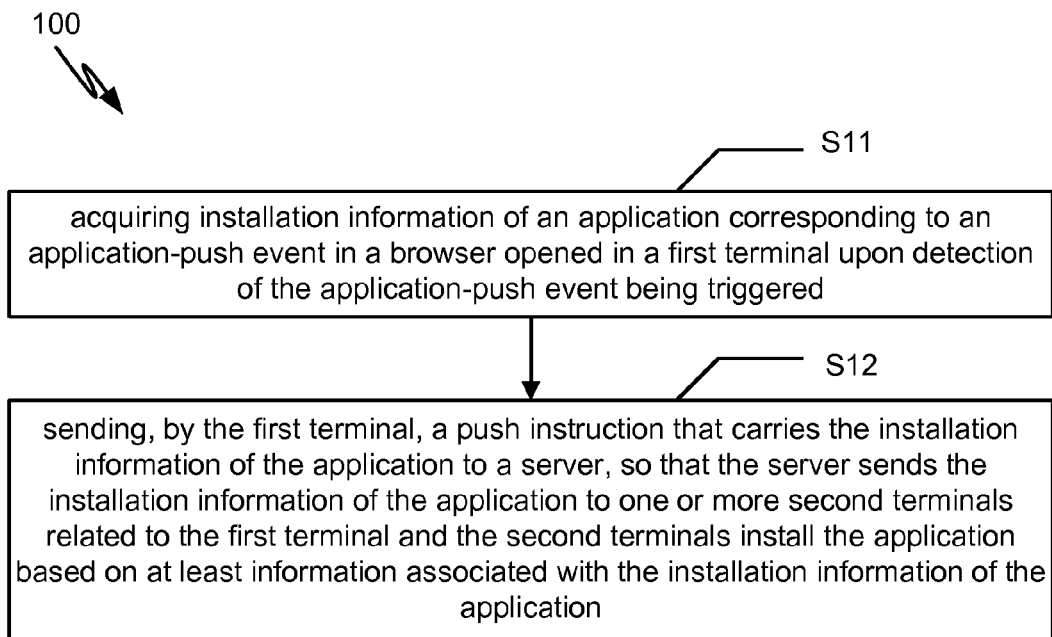 100
S11
acquiring installation information of an application corresponding to an
application-push event in a browser opened in a first terminal upon detection
of the application-push event being triggered
S12
sending, by the first terminal, a push instruction that carries the installation
information of the application to a server, so that the server sends the
installation information of the application to one or more second terminals
related to the first terminal and the second terminals install the application
based on at least information associated with the installation information of the
application